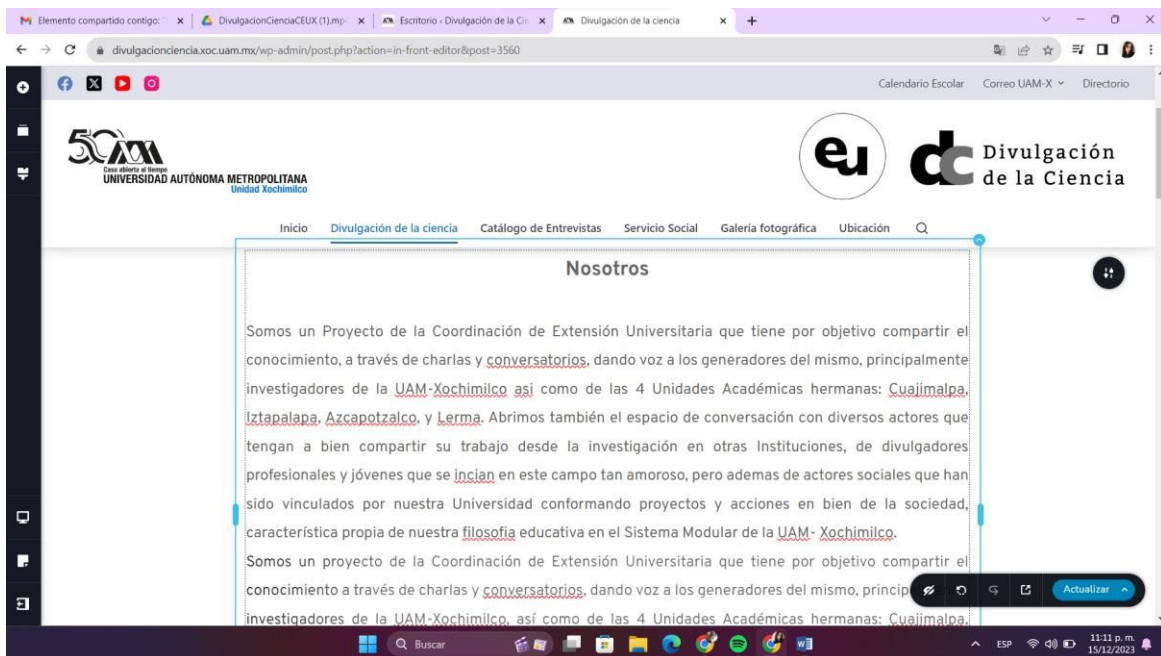 Elemento compartido contigo: "
DivulgacionCienciaCEUX (1).mp
Escritorio ‹ Divulgación de la Cie
Divulgación de la ciencia
divulgacionciencia.xoc.uam.mx/wp-admin/post.php?action=in-front-editor&post=3560
Calendario Escolar Correo UAM-X Directorio
50
Casa abierta al tiempo
UNIVERSIDAD AUTÓNOMA METROPOLITANA
Unidad Xochimilco
eu
dc
Divulgación
de la Ciencia
Inicio Divulgación de la ciencia Catálogo de Entrevistas Servicio Social Galería fotográfica Ubicación
Nosotros
Somos un Proyecto de la Coordinación de Extensión Universitaria que tiene por objetivo compartir el
conocimiento, a través de charlas y conversatorios, dando voz a los generadores del mismo, principalmente
investigadores de la UAM-Xochimilco asi como de las 4 Unidades Académicas hermanas: Cuajimalpa,
Iztapalapa, Azcapotzalco, y Lerma. Abrimos también el espacio de conversación con diversos actores que
tengan a bien compartir su trabajo desde la investigación en otras Instituciones, de divulgadores
profesionales y jóvenes que se incian en este campo tan amoroso, pero ademas de actores sociales que han
sido vinculados por nuestra Universidad conformando proyectos y acciones en bien de la sociedad,
característica propia de nuestra filosofia educativa en el Sistema Modular de la UAM- Xochimilco.
Somos un proyecto de la Coordinación de Extensión Universitaria que tiene por objetivo compartir el
conocimiento a través de charlas y conversatorios, dando voz a los generadores del mismo, princip
investigadores de la UAM-Xochimilco, así como de las 4 Unidades Académicas hermanas: Cuajimalpa,
Actualizar
Buscar
ESP
11:11 p. m.
15/12/2023